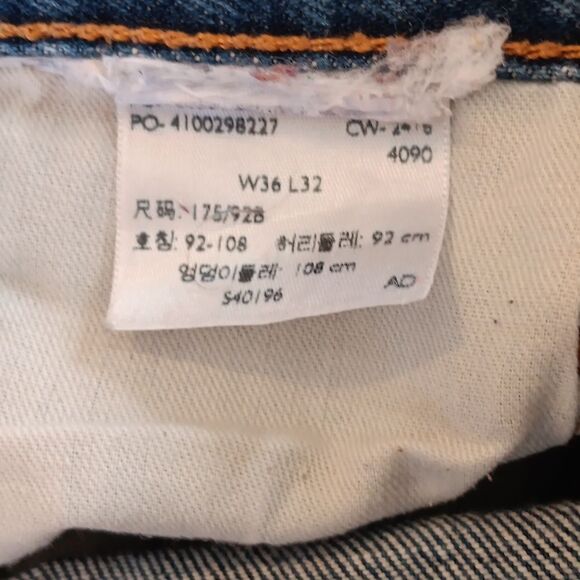 PO- 4100298227 CW- 2416
4090
W36 L32
尺码: 175/92B
호칭: 92-108 허리둘레: 92 cm
엉덩이둘레: 108 cm
S40196 AD